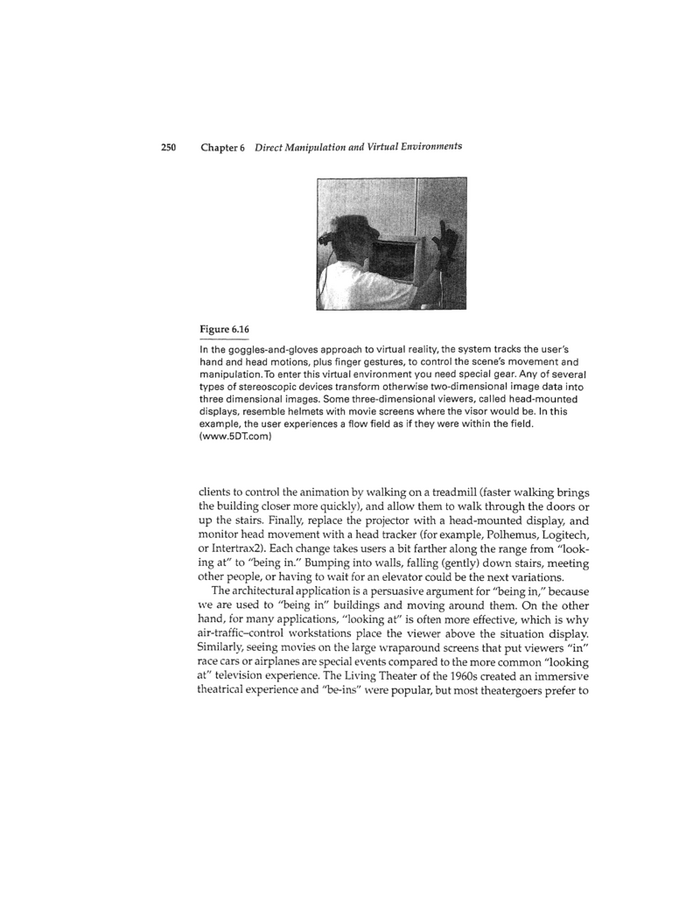 250 Chapter 6 Direct Manipulation and Virtual Environments
Figure 6.16
In the goggles-and-gloves approach to virtual reality, the system tracks the user's
hand and head motions, plus finger gestures, to control the scene's movement and
manipulation. To enter this virtual environment you need special gear. Any of several
types of stereoscopic devices transform otherwise two-dimensional image data into
three dimensional images. Some three-dimensional viewers, called head-mounted
displays, resemble helmets with movie screens where the visor would be. In this
example, the user experiences a flow field as if they were within the field.
(www.5DT.com)
clients to control the animation by walking on a treadmill (faster walking brings
the building closer more quickly), and allow them to walk through the doors or
up the stairs. Finally, replace the projector with a head-mounted display, and
monitor head movement with a head tracker (for example, Polhemus, Logitech,
or Intertrax2). Each change takes users a bit farther along the range from "look-
ing at" to "being in." Bumping into walls, falling (gently) down stairs, meeting
other people, or having to wait for an elevator could be the next variations.
The architectural application is a persuasive argument for "being in," because
we are used to "being in" buildings and moving around them. On the other
hand, for many applications, "looking at" is often more effective, which is why
air-traffic–control workstations place the viewer above the situation display.
Similarly, seeing movies on the large wraparound screens that put viewers "in"
race cars or airplanes are special events compared to the more common "looking
at" television experience. The Living Theater of the 1960s created an immersive
theatrical experience and "be-ins" were popular, but most theatergoers prefer to